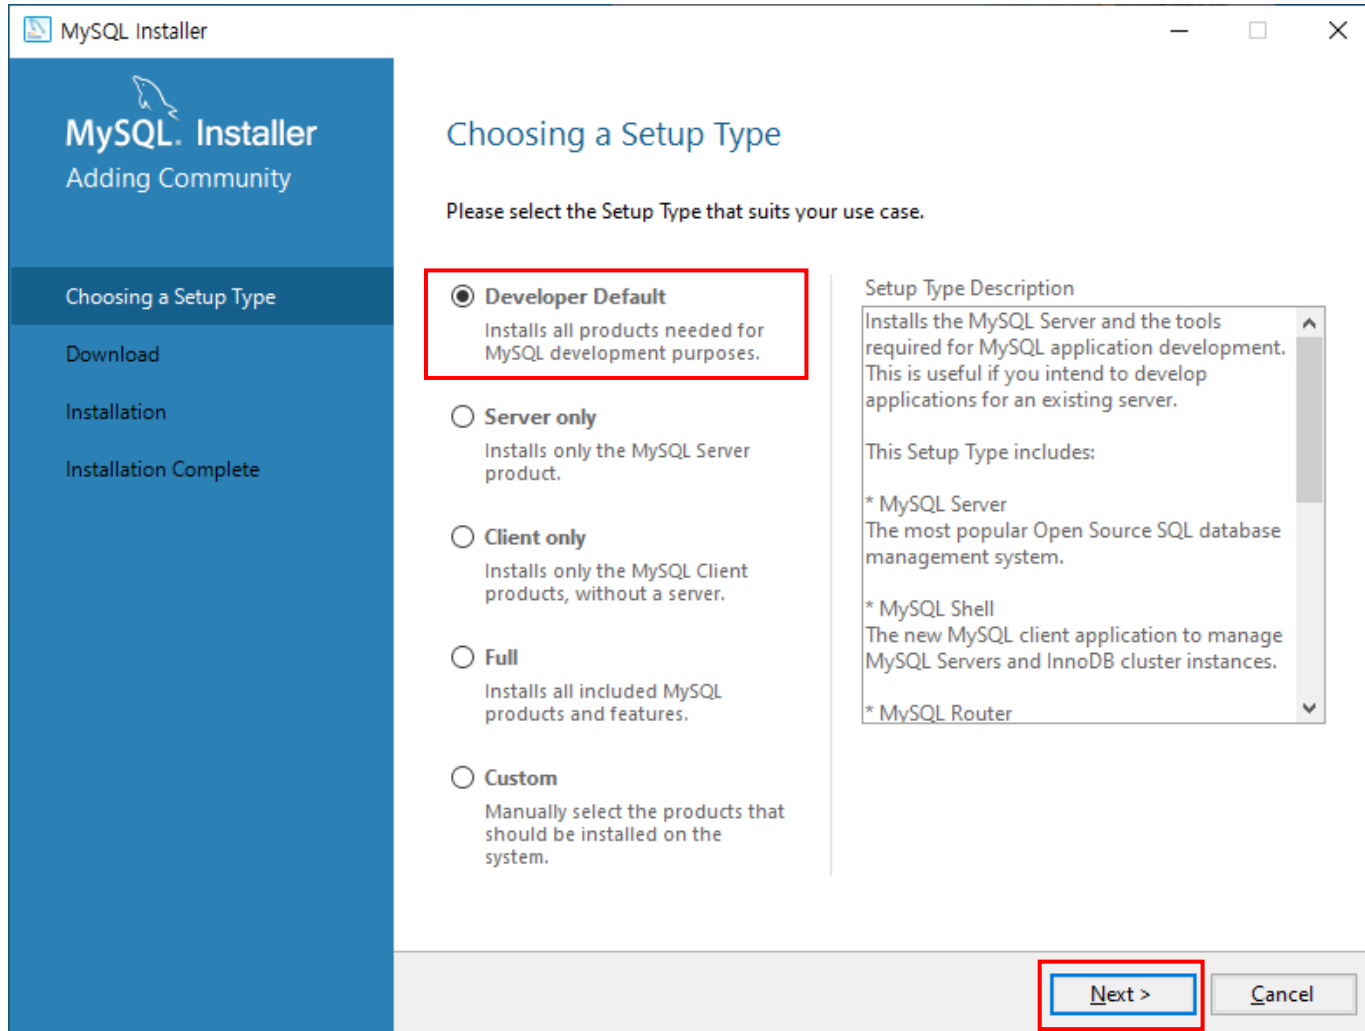 MySQL Installer
MySQL. Installer
Adding Community
Choosing a Setup Type
Download
Installation
Installation Complete
Choosing a Setup Type
Please select the Setup Type that suits your use case.
Developer Default
Installs all products needed for
MySQL development purposes.
Server only
Installs only the MySQL Server
product.
Client only
Installs only the MySQL Client
products, without a server.
Full
Installs all included MySQL
products and features.
Custom
Manually select the products that
should be installed on the
system.
Setup Type Description
Installs the MySQL Server and the tools
required for MySQL application development.
This is useful if you intend to develop
applications for an existing server.
This Setup Type includes:
* MySQL Server
The most popular Open Source SQL database
management system.
* MySQL Shell
The new MySQL client application to manage
MySQL Servers and InnoDB cluster instances.
* MySQL Router
Next >
Cancel